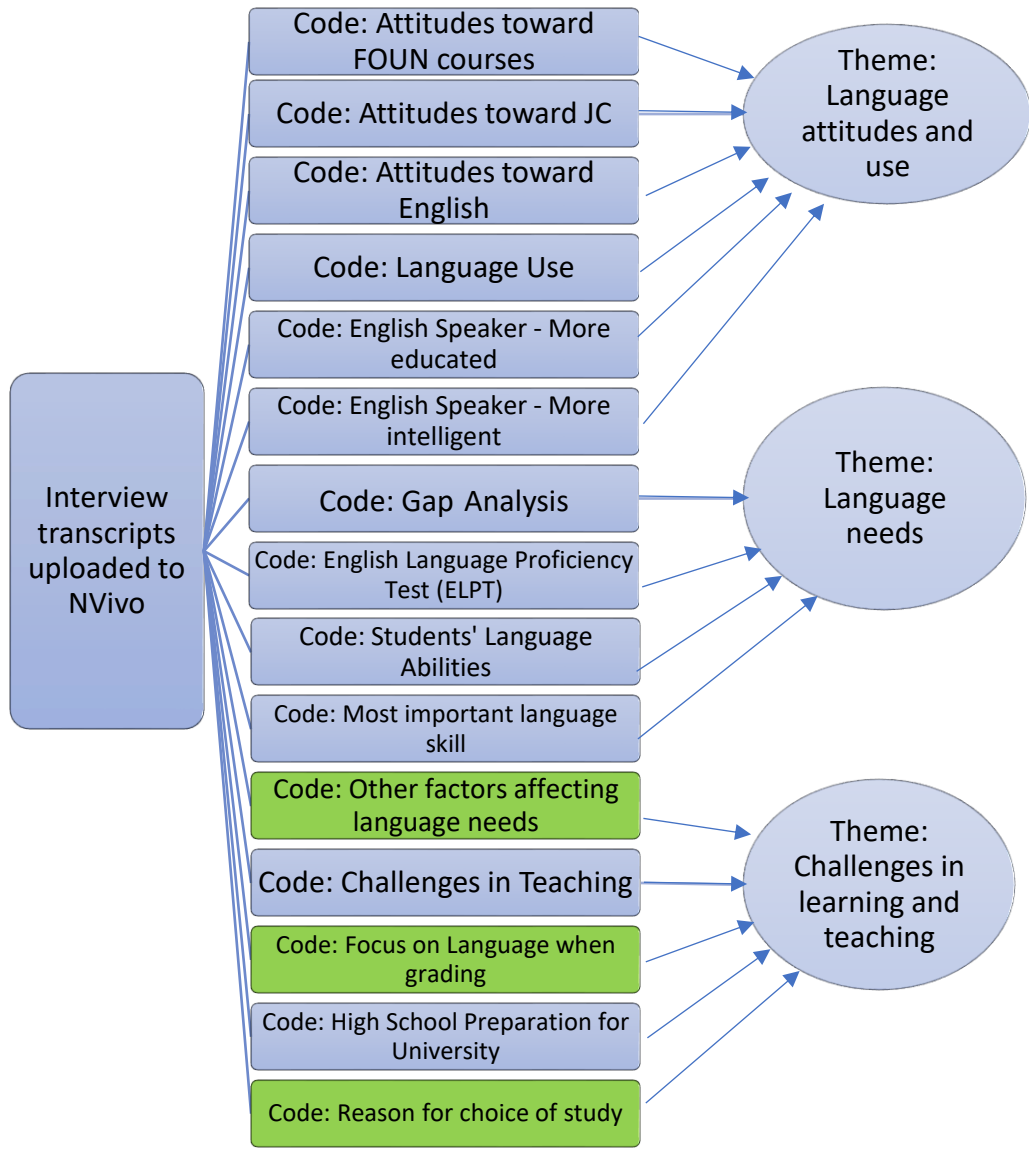 Interview
transcripts
uploaded to
NVivo
Code: Attitudes toward
FOUN courses
Code: Attitudes toward JC
Code: Attitudes toward
English
Code: Language Use
Code: English Speaker - More
educated
Code: English Speaker - More
intelligent
Code: Gap Analysis
Code: English Language Proficiency
Test (ELPT)
Code: Students' Language
Abilities
Code: Most important language
skill
Code: Other factors affecting
language needs
Code: Challenges in Teaching
Code: Focus on Language when
grading
Code: High School Preparation for
University
Code: Reason for choice of study
Theme:
Language
attitudes and
use
Theme:
Language
needs
Theme:
Challenges in
learning and
teaching